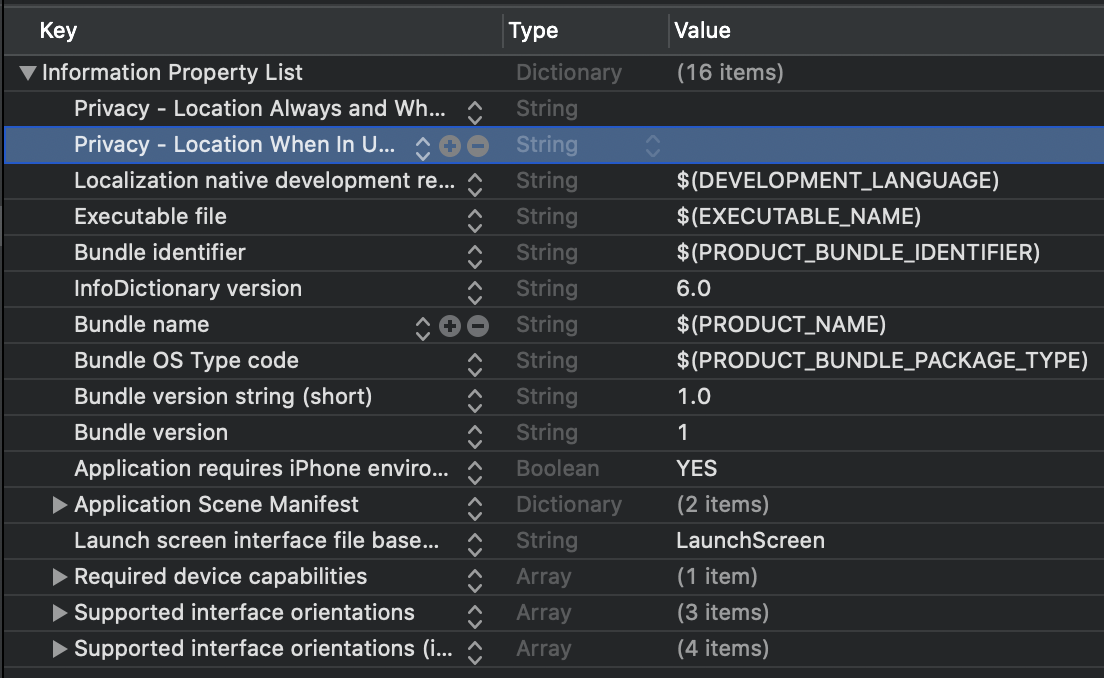 Key Type Value
Information Property List Dictionary (16 items)
Privacy - Location Always and Wh... String
Privacy - Location When In U... String
Localization native development re... String $(DEVELOPMENT_LANGUAGE)
Executable file String $(EXECUTABLE_NAME)
Bundle identifier String $(PRODUCT_BUNDLE_IDENTIFIER)
InfoDictionary version String 6.0
Bundle name String $(PRODUCT_NAME)
Bundle OS Type code String $(PRODUCT_BUNDLE_PACKAGE_TYPE)
Bundle version string (short) String 1.0
Bundle version String 1
Application requires iPhone enviro... Boolean YES
Application Scene Manifest Dictionary (2 items)
Launch screen interface file base... String LaunchScreen
Required device capabilities Array (1 item)
Supported interface orientations Array (3 items)
Supported interface orientations (i... Array (4 items)